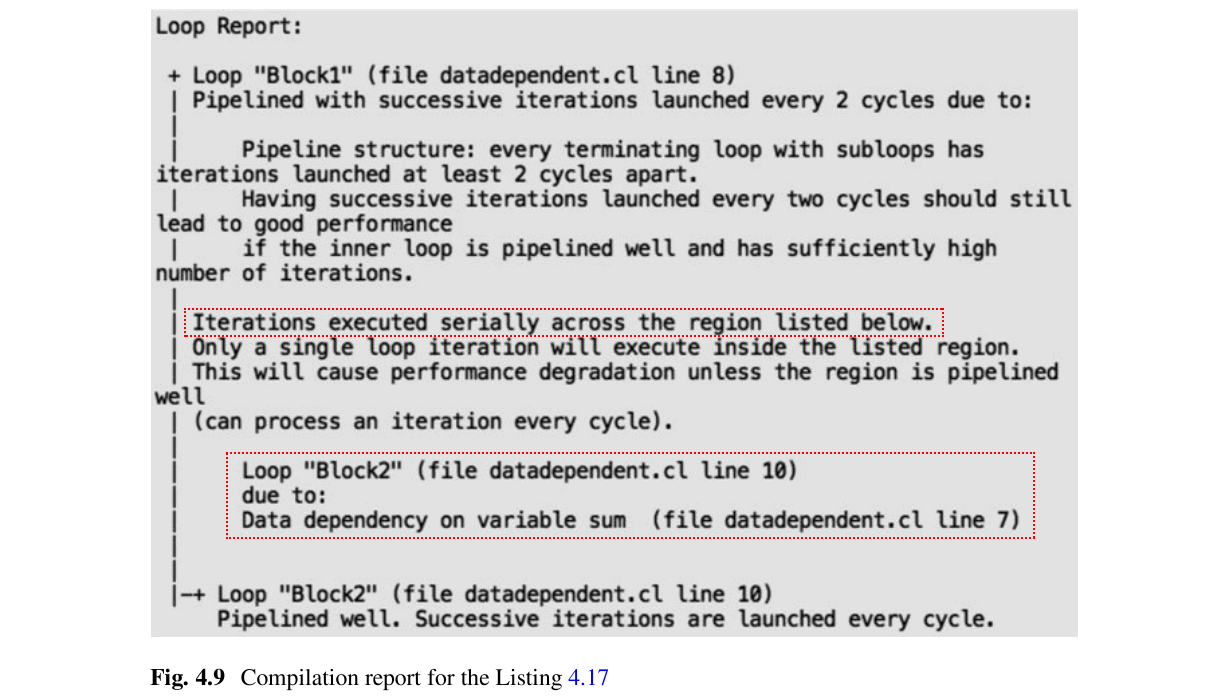 Loop Report:
+ Loop "Block1" (file datadependent.cl line 8)
| Pipelined with successive iterations launched every 2 cycles due to:
|
| Pipeline structure: every terminating loop with subloops has
iterations launched at least 2 cycles apart.
| Having successive iterations launched every two cycles should still
lead to good performance
| if the inner loop is pipelined well and has sufficiently high
number of iterations.
|
| Iterations executed serially across the region listed below.
| Only a single loop iteration will execute inside the listed region.
| This will cause performance degradation unless the region is pipelined
well
| (can process an iteration every cycle).
|
| Loop "Block2" (file datadependent.cl line 10)
| due to:
| Data dependency on variable sum (file datadependent.cl line 7)
|
|
|-+ Loop "Block2" (file datadependent.cl line 10)
Pipelined well. Successive iterations are launched every cycle.
Fig. 4.9 Compilation report for the Listing 4.17